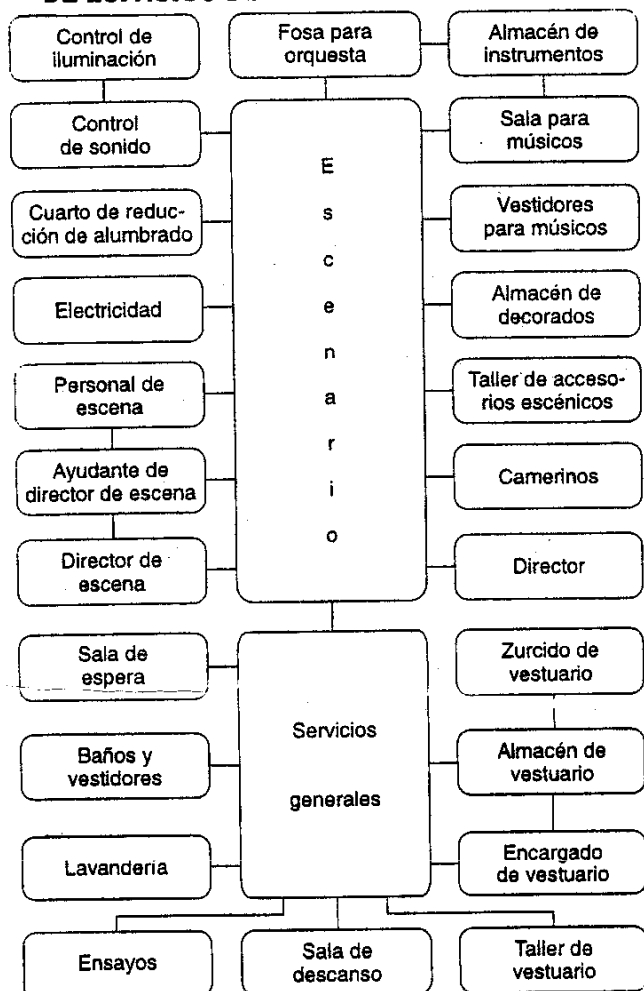 Control de
iluminación
Fosa para
orquesta
Almacén de
instrumentos
Control
de sonido
Sala para
músicos
Cuarto de reduc-
ción de alumbrado
Vestidores
para músicos
Electricidad
Almacén de
decorados
Personal de
escena
Taller de acceso-
rios escénicos
Ayudante de
director de escena
Camerinos
Director de
escena
Director
E
s
c
e
n
a
r
i
o
Sala de
espera
Zurcido de
vestuario
Servicios
generales
Baños y
vestidores
Almacén de
vestuario
Lavandería
Encargado
de vestuario
Ensayos
Sala de
descanso
Taller de
vestuario